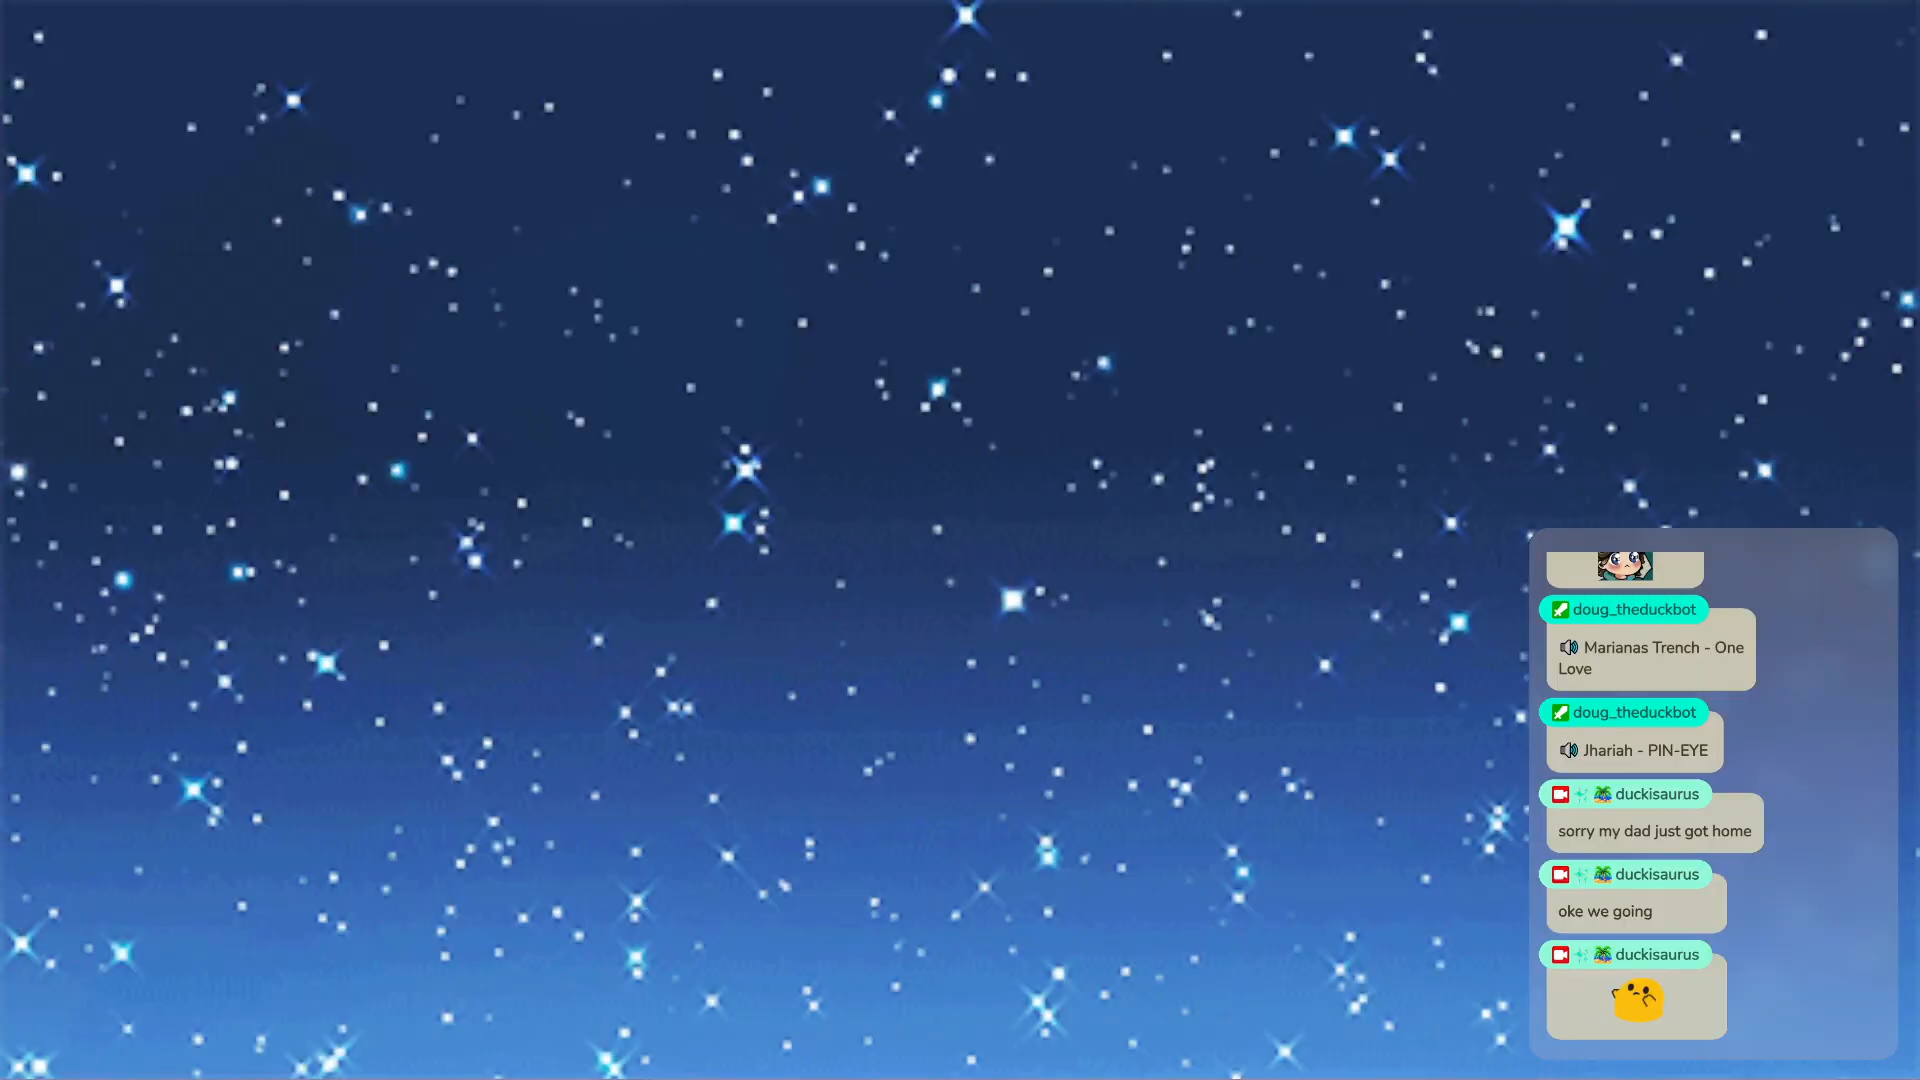 doug_theduckbot
Marianas Trench - One
Love
doug_theduckbot
Jhariah - PIN-EYE
duckisaurus
sorry my dad just got home
duckisaurus
oke we going
duckisaurus